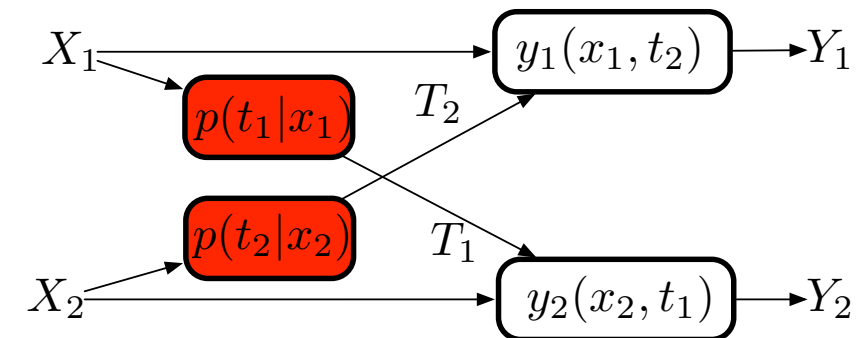 X₁
y₁(x₁, t₂)
Y₁
p(t₁|x₁)
T₂
p(t₂|x₂)
T₁
X₂
y₂(x₂, t₁)
Y₂